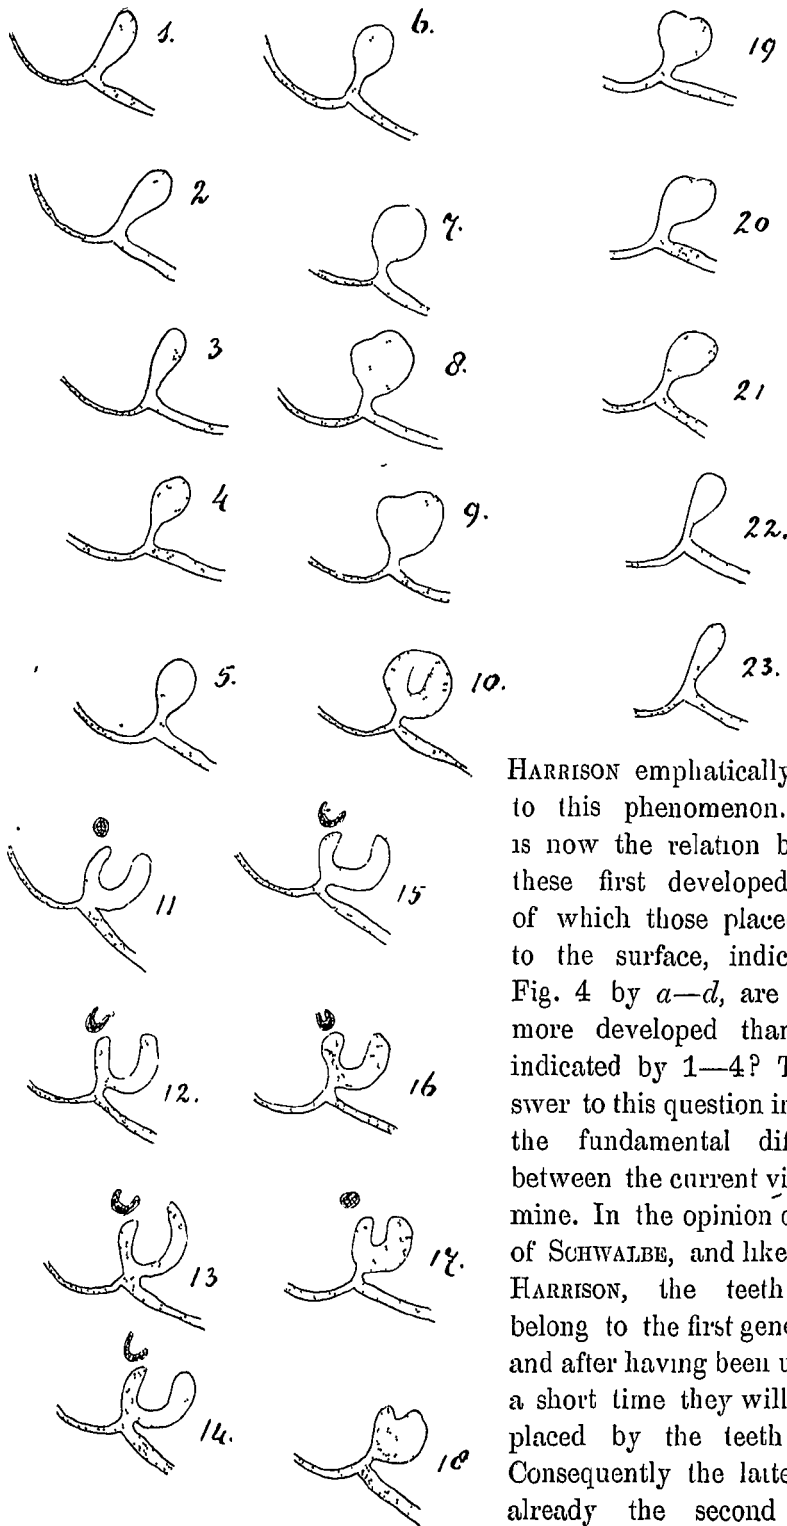 1.
2
3
4
5.
11
12.
13
14.
6.
7.
8.
9.
10.
15
16
17.
18
19
20
21
22.
23.
HARRISON emphatically
to this phenomenon.
is now the relation b
these first developed
of which those place
to the surface, indic
Fig. 4 by a—d, are
more developed than
indicated by 1—4? T
swer to this question in
the fundamental dif
between the current vi
mine. In the opinion o
of SCHWALBE, and like
HARRISON, the teeth
belong to the first gene
and after having been u
a short time they will
placed by the teeth
Consequently the latte
already the second